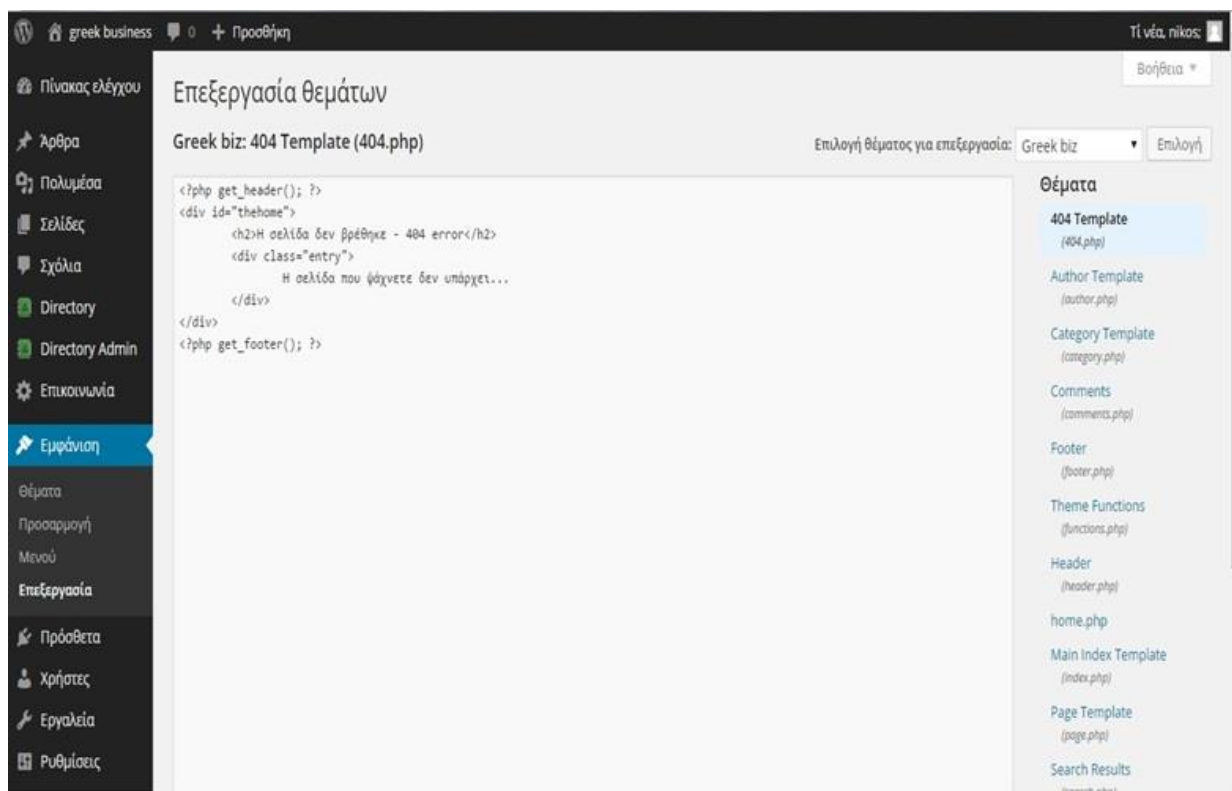 greek business 0 + Προσθήκη Τί νέα, nikos;
Βοήθεια
Πίνακας ελέγχου
Άρθρα
Πολυμέσα
Σελίδες
Σχόλια
Directory
Directory Admin
Επικοινωνία
Εμφάνιση
Θέματα
Προσαρμογή
Μενού
Επεξεργασία
Πρόσθετα
Χρήστες
Εργαλεία
Ρυθμίσεις
Επεξεργασία θεμάτων
Greek biz: 404 Template (404.php)
Επιλογή θέματος για επεξεργασία: Greek biz Επιλογή
<?php get_header(); ?>
<div id="thehome">
<h2>Η σελίδα δεν βρέθηκε - 404 error</h2>
<div class="entry">
Η σελίδα που ψάχνετε δεν υπάρχει...
</div>
</div>
<?php get_footer(); ?>
Θέματα
404 Template
(404.php)
Author Template
(author.php)
Category Template
(category.php)
Comments
(comments.php)
Footer
(footer.php)
Theme Functions
(functions.php)
Header
(header.php)
home.php
Main Index Template
(index.php)
Page Template
(page.php)
Search Results